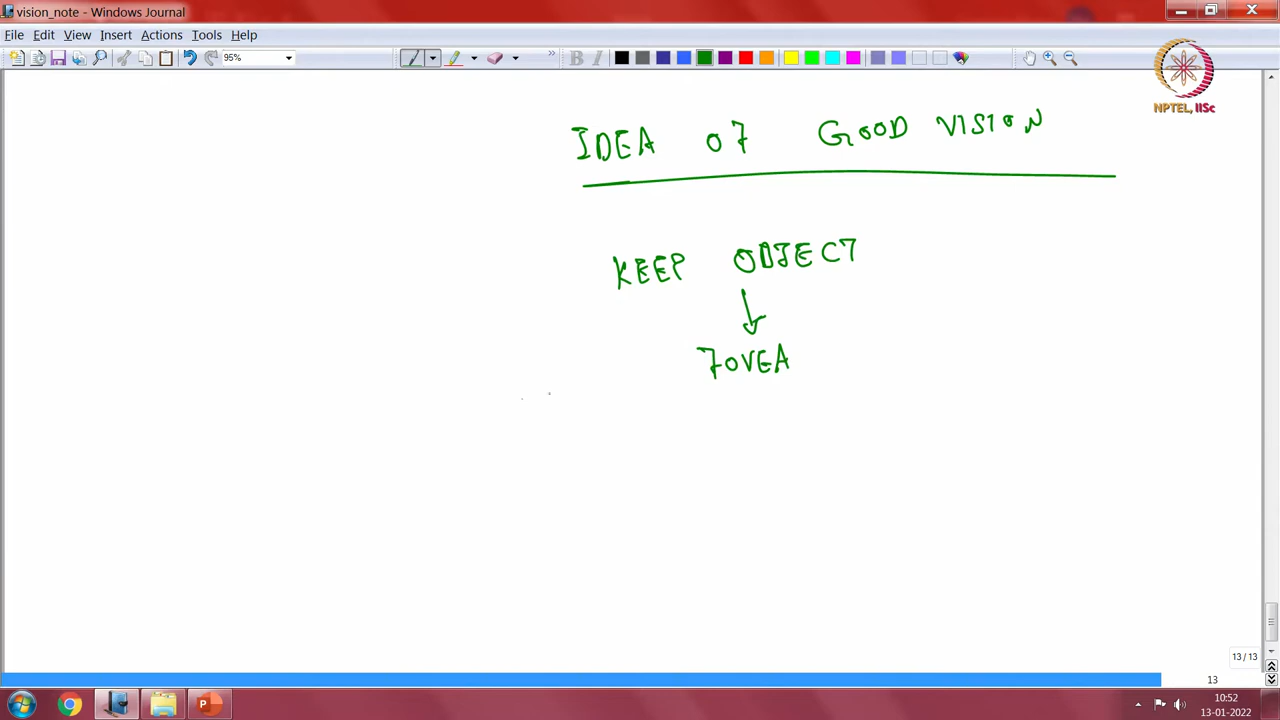 vision_note - Windows Journal
File Edit View Insert Actions Tools Help
95%
NPTEL, IISc
IDEA OF GOOD VISION
KEEP OBJECT
FOVEA
13 / 13
13
10:52
13-01-2022